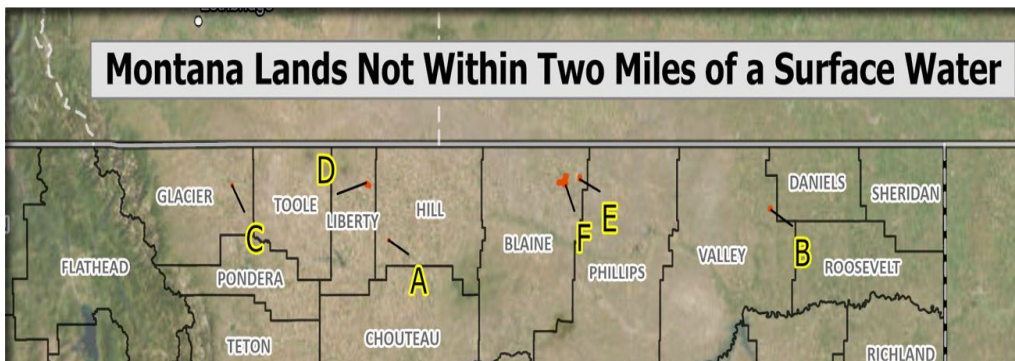 Montana Lands Not Within Two Miles of a Surface Water
D
GLACIER
TOOLE
LIBERTY
HILL
C
A
BLAINE
F
E
PHILLIPS
VALLEY
B
DANIELS
SHERIDAN
ROOSEVELT
FLATHEAD
PONDERA
TETON
CHOUTEAU
RICHLAND